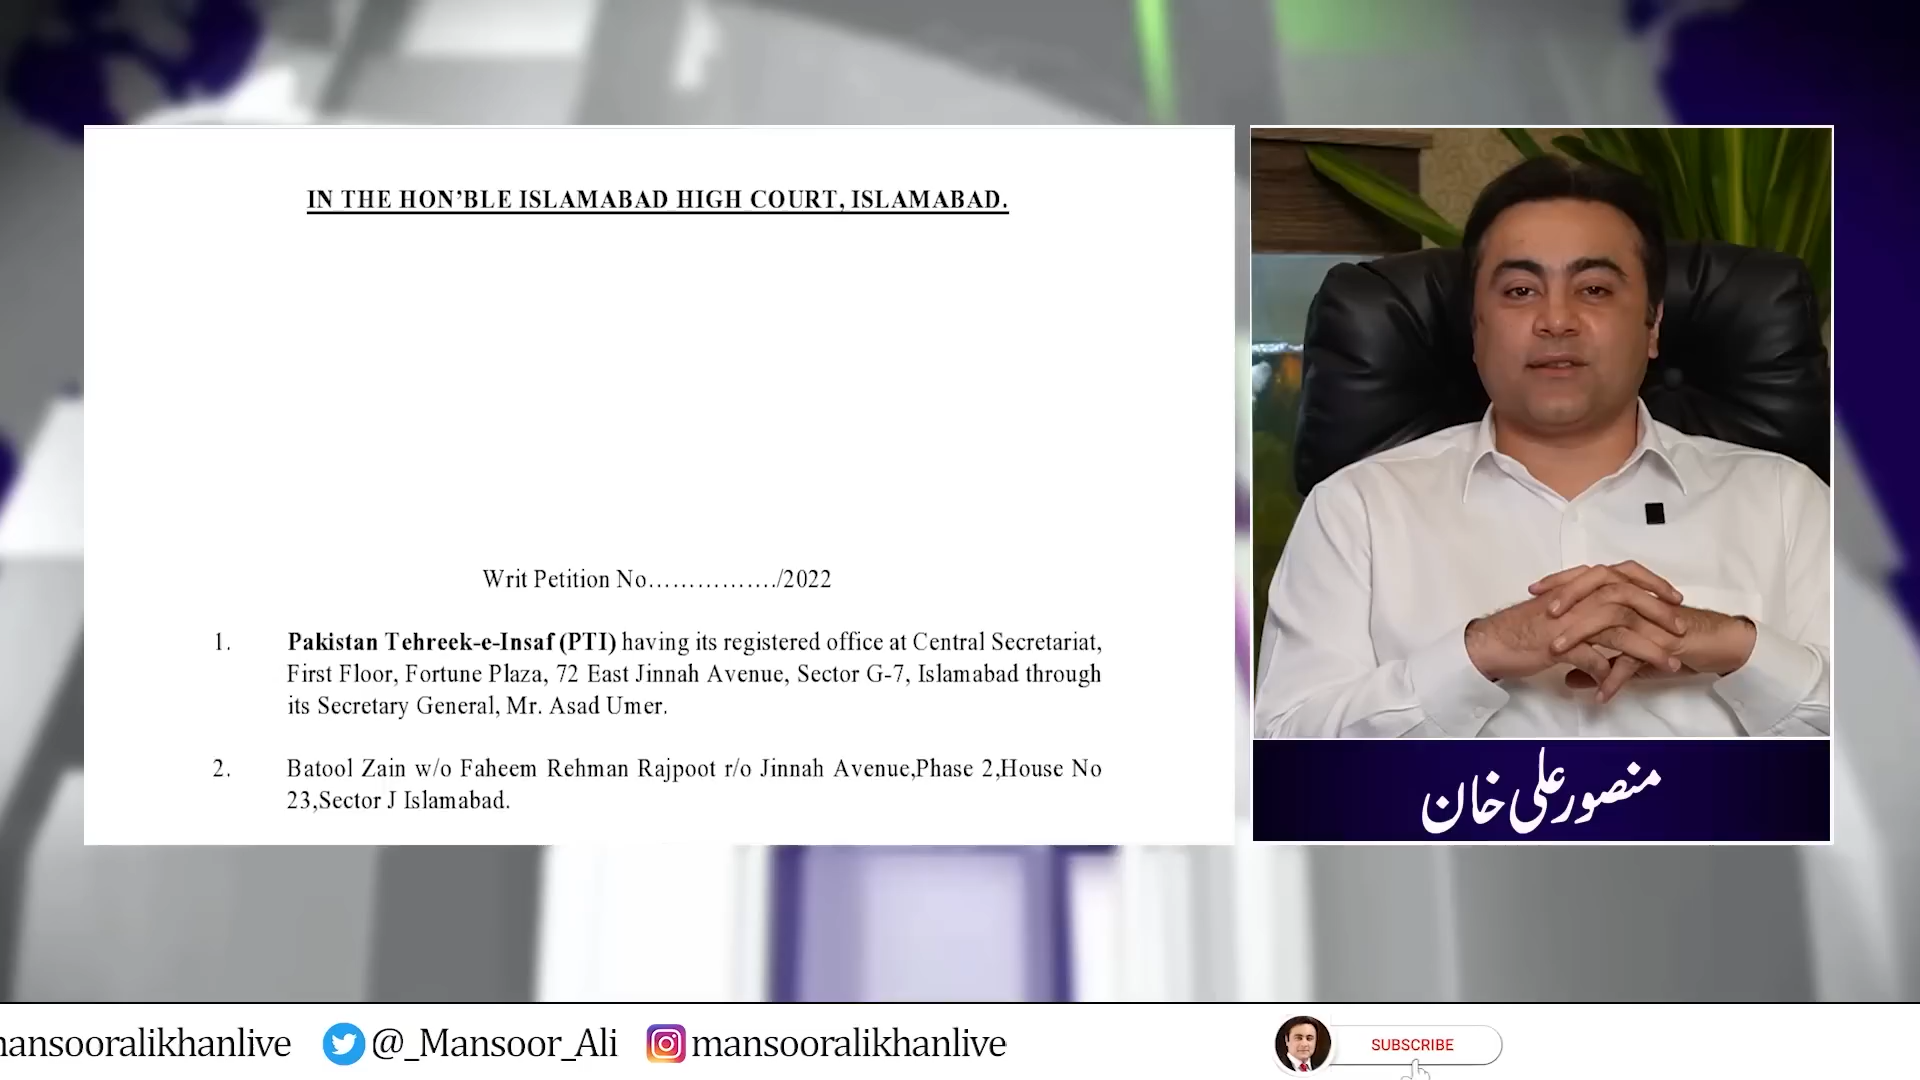 IN THE HON’BLE ISLAMABAD HIGH COURT, ISLAMABAD.
Writ Petition No……………./2022
1. Pakistan Tehreek-e-Insaf (PTI) having its registered office at Central Secretariat,
First Floor, Fortune Plaza, 72 East Jinnah Avenue, Sector G-7, Islamabad through
its Secretary General, Mr. Asad Umer.
2. Batool Zain w/o Faheem Rehman Rajpoot r/o Jinnah Avenue,Phase 2,House No
23,Sector J Islamabad.
منصور علی خان
ansooralikhanlive @_Mansoor_Ali mansooralikhanlive SUBSCRIBE